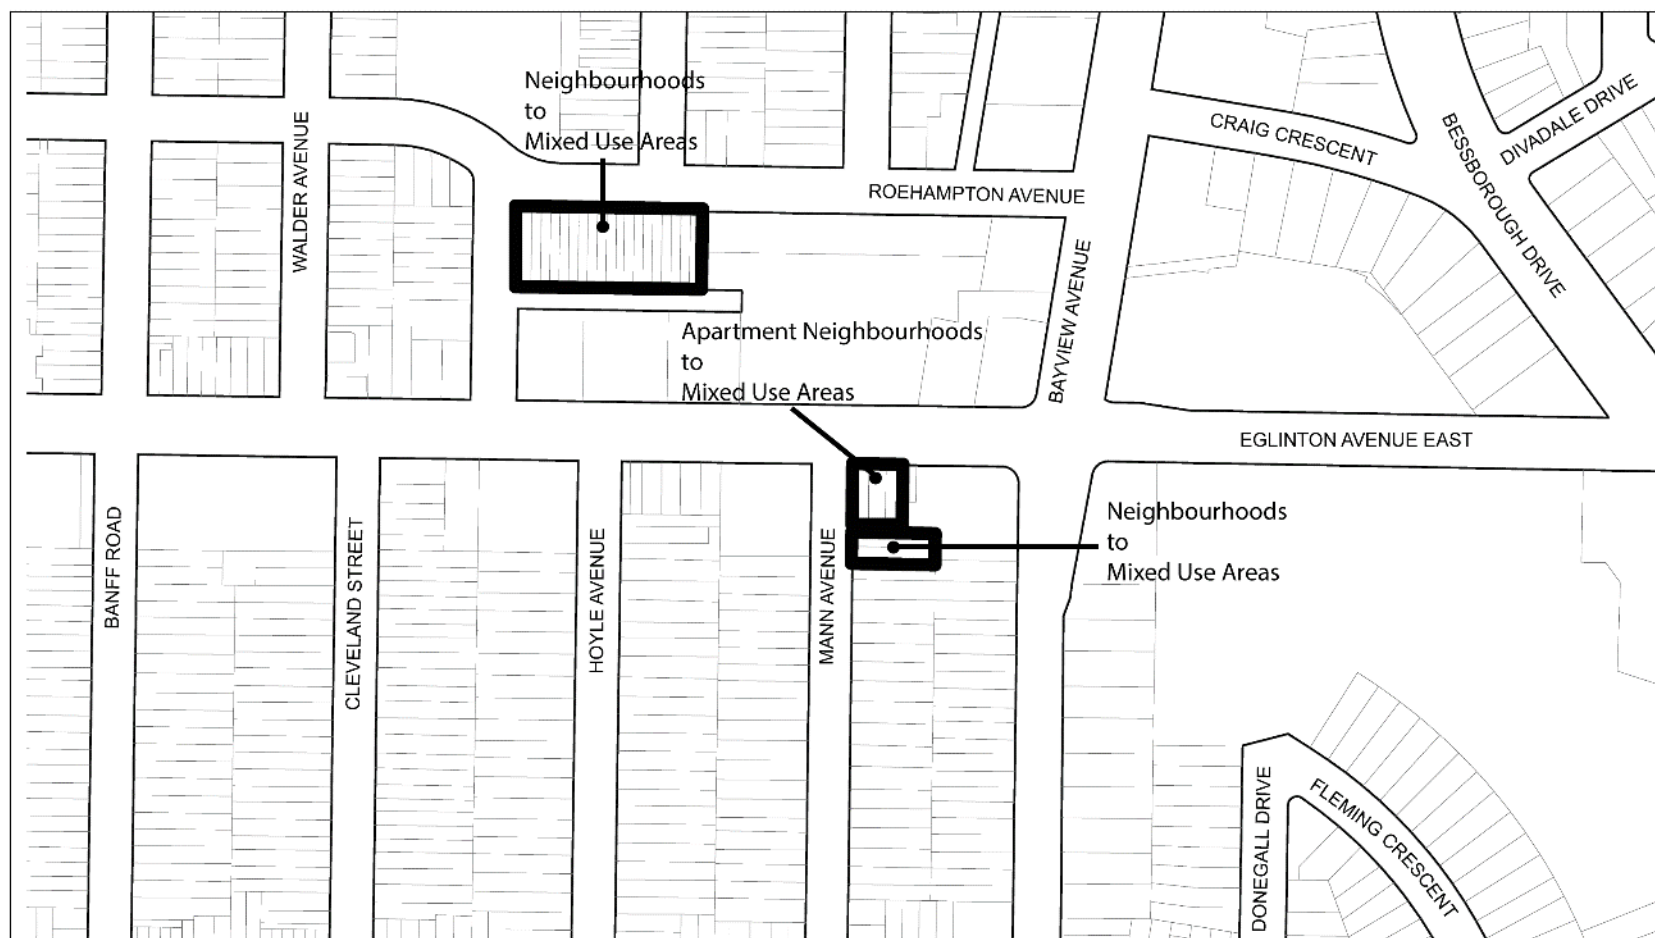 Neighbourhoods
to
Mixed Use Areas
WALDER AVENUE
ROEHAMPTON AVENUE
CRAIG CRESCENT
BESSBOROUGH DRIVE
DIVADALE DRIVE
BAYVIEW AVENUE
Apartment Neighbourhoods
to
Mixed Use Areas
EGLINTON AVENUE EAST
Neighbourhoods
to
Mixed Use Areas
BANFF ROAD
CLEVELAND STREET
HOYLE AVENUE
MANN AVENUE
DONEGALL DRIVE
FLEMING CRESCENT